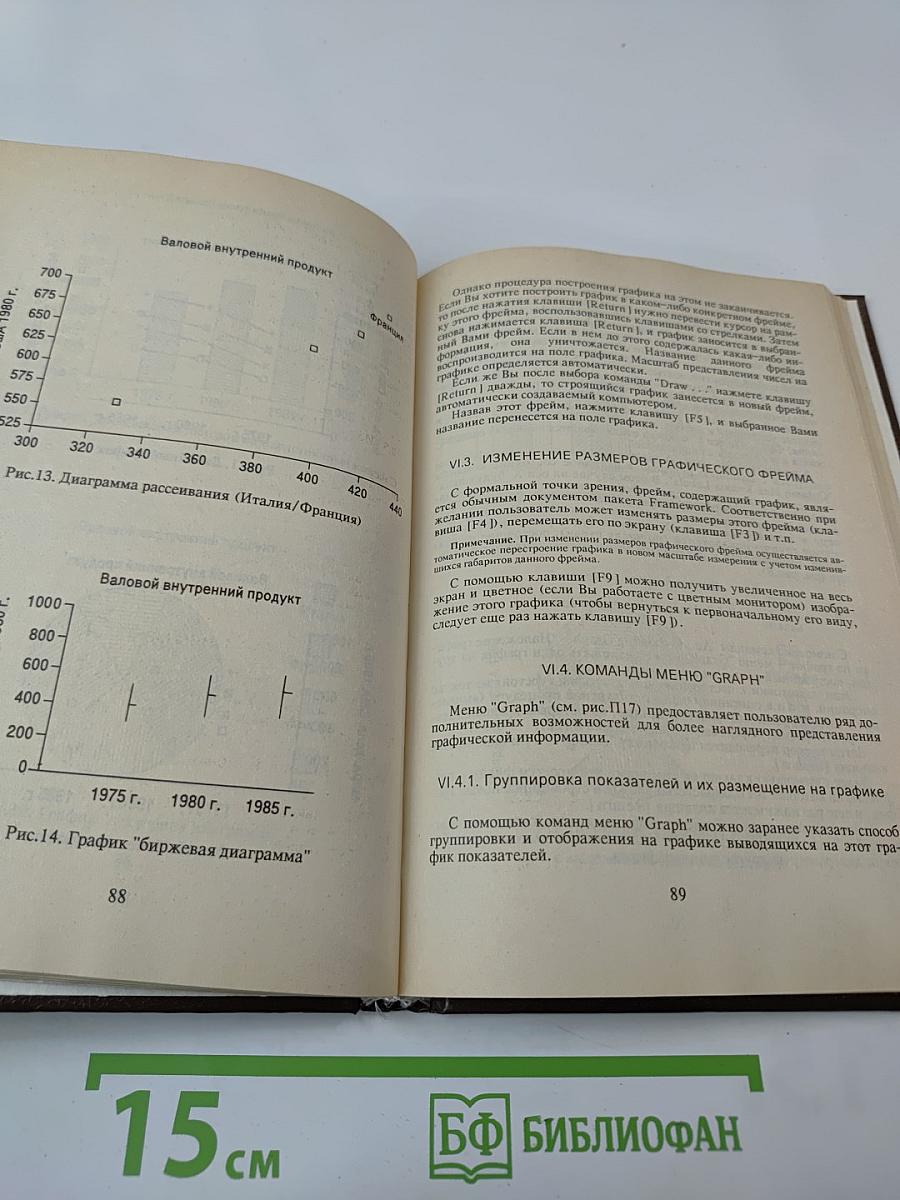 Валовой внутренний продукт
700
675
650
625
600
575
550
525
300
320
340
360
380
400
420
440
Франция
США 1980 г.
Рис.13. Диаграмма рассеивания (Италия/Франция)
Валовой внутренний продукт
1000
800
600
400
200
0
1975 г.
1980 г.
1985 г.
Рис.14. График "биржевая диаграмма"
88
Однако процедура построения графика на этом не заканчивается.
Если Вы хотите построить график в каком-либо конкретном фрейме,
то после нажатия клавиши [Return] нужно перевести курсор на рам-
ку этого фрейма, воспользовавшись клавишами со стрелками. Затем
снова нажимается клавиша [Return], и график заносится в выбран-
ный Вами фрейм. Если в нем до этого содержалась какая-либо ин-
формация, она уничтожается. Название данного фрейма
воспроизводится на поле графика. Масштаб представления чисел на
графике определяется автоматически.
Если же Вы после выбора команды "Draw . . ." нажмете клавишу
[Return] дважды, то строящийся график занесется в новый фрейм,
автоматически создаваемый компьютером.
Назвав этот фрейм, нажмите клавишу [F5], и выбранное Вами
название перенесется на поле графика.
VI.3. ИЗМЕНЕНИЕ РАЗМЕРОВ ГРАФИЧЕСКОГО ФРЕЙМА
С формальной точки зрения, фрейм, содержащий график, явля-
ется обычным документом пакета Framework. Соответственно при
желании пользователь может изменять размеры этого фрейма (кла-
виша [F4]), перемещать его по экрану (клавиша [F3]) и т.п.
Примечание. При изменении размеров графического фрейма осуществляется ав-
томатическое перестроение графика в новом масштабе измерения с учетом изменив-
шихся габаритов данного фрейма.
С помощью клавиши [F9] можно получить увеличенное на весь
экран и цветное (если Вы работаете с цветным монитором) изобра-
жение этого графика (чтобы вернуться к первоначальному его виду,
следует еще раз нажать клавишу [F9]).
VI.4. КОМАНДЫ МЕНЮ "GRAPH"
Меню "Graph" (см. рис.П17) предоставляет пользователю ряд до-
полнительных возможностей для более наглядного представления
графической информации.
VI.4.1. Группировка показателей и их размещение на графике
С помощью команд меню "Graph" можно заранее указать способ
группировки и отображения на графике выводящихся на этот гра-
фик показателей.
89
15 см
БФ БИБЛИОФАН